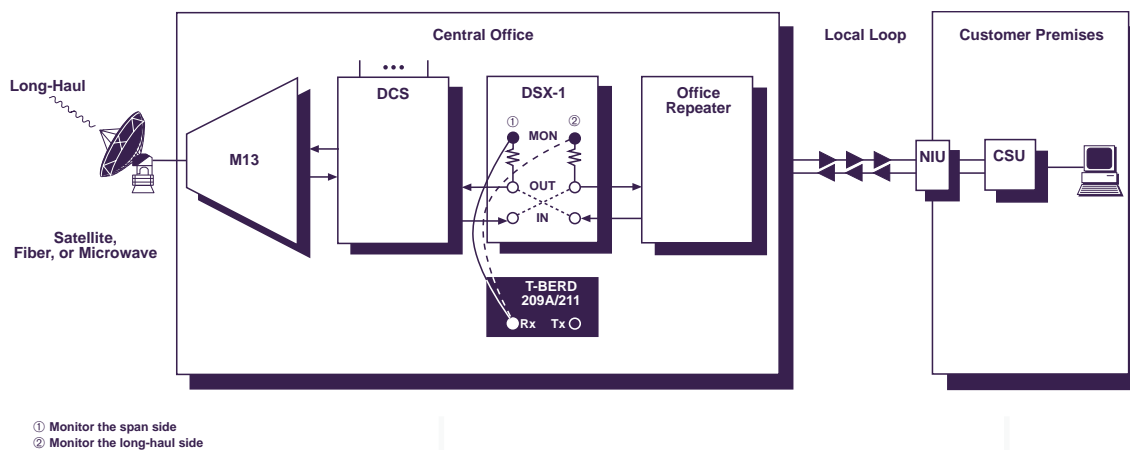 Central Office
Local Loop
Customer Premises
Long-Haul
•••
DCS
DSX-1
Office
Repeater
① ②
MON
M13
NIU
CSU
OUT
IN
Satellite,
Fiber, or Microwave
T-BERD
209A/211
Rx Tx
① Monitor the span side
② Monitor the long-haul side